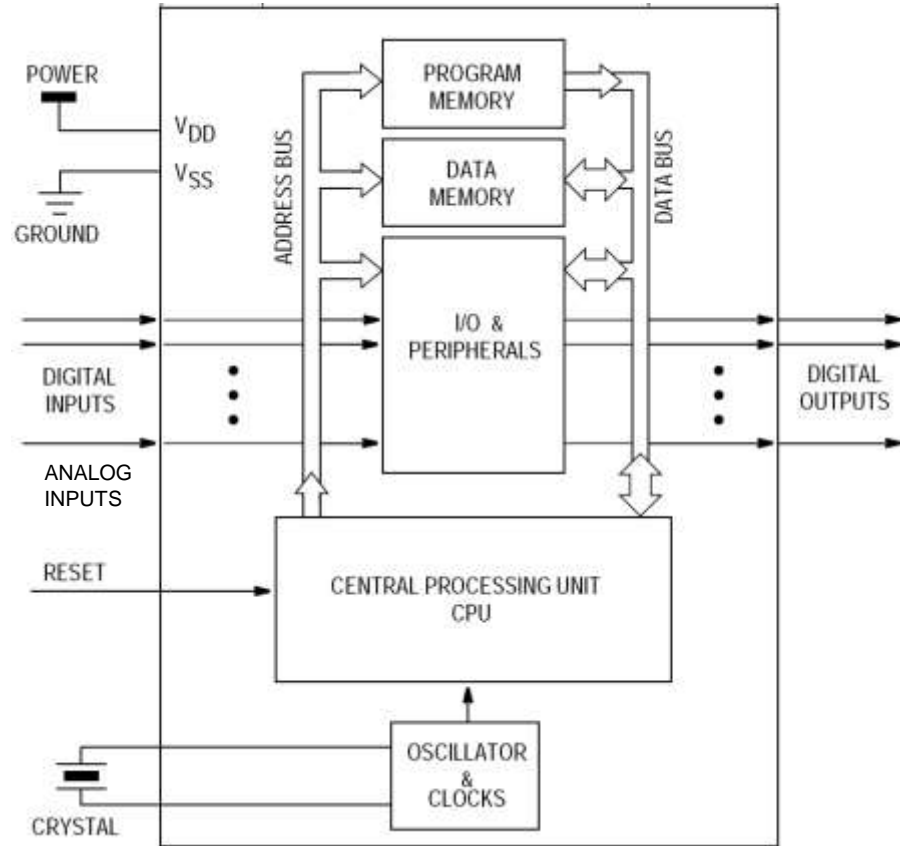 POWER
VDD
VSS
GROUND
ADDRESS BUS
PROGRAM
MEMORY
DATA
MEMORY
DATA BUS
I/O &
PERIPHERALS
DIGITAL
INPUTS
ANALOG
INPUTS
DIGITAL
OUTPUTS
RESET
CENTRAL PROCESSING UNIT
CPU
OSCILLATOR
&
CLOCKS
CRYSTAL